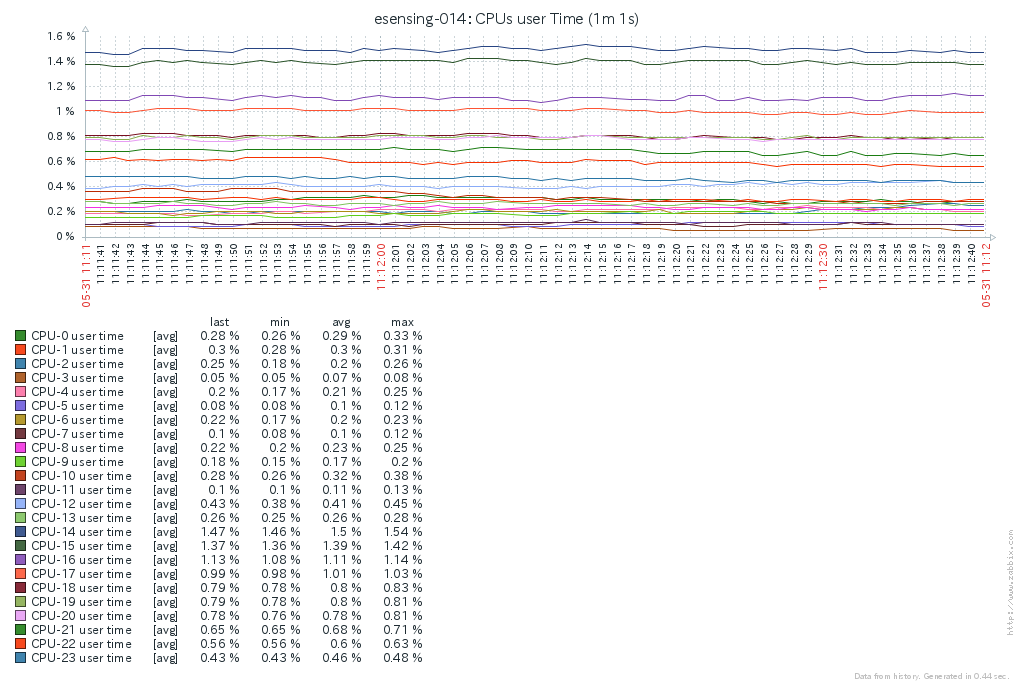 esensing-014: CPUs user Time (1m 1s)
1.6 %
1.4 %
1.2 %
1 %
0.8 %
0.6 %
0.4 %
0.2 %
0 %
05-31 11:11
11:11:41
11:11:42
11:11:43
11:11:44
11:11:45
11:11:46
11:11:47
11:11:48
11:11:49
11:11:50
11:11:51
11:11:52
11:11:53
11:11:54
11:11:55
11:11:56
11:11:57
11:11:58
11:11:59
11:12:00
11:12:01
11:12:02
11:12:03
11:12:04
11:12:05
11:12:06
11:12:07
11:12:08
11:12:09
11:12:10
11:12:11
11:12:12
11:12:13
11:12:14
11:12:15
11:12:16
11:12:17
11:12:18
11:12:19
11:12:20
11:12:21
11:12:22
11:12:23
11:12:24
11:12:25
11:12:26
11:12:27
11:12:28
11:12:29
11:12:30
11:12:31
11:12:32
11:12:33
11:12:34
11:12:35
11:12:36
11:12:37
11:12:38
11:12:39
11:12:40
05-31 11:12
last min avg max
CPU-0 user time [avg] 0.28 % 0.26 % 0.29 % 0.33 %
CPU-1 user time [avg] 0.3 % 0.28 % 0.3 % 0.31 %
CPU-2 user time [avg] 0.25 % 0.18 % 0.2 % 0.26 %
CPU-3 user time [avg] 0.05 % 0.05 % 0.07 % 0.08 %
CPU-4 user time [avg] 0.2 % 0.17 % 0.21 % 0.25 %
CPU-5 user time [avg] 0.08 % 0.08 % 0.1 % 0.12 %
CPU-6 user time [avg] 0.22 % 0.17 % 0.2 % 0.23 %
CPU-7 user time [avg] 0.1 % 0.08 % 0.1 % 0.12 %
CPU-8 user time [avg] 0.22 % 0.2 % 0.23 % 0.25 %
CPU-9 user time [avg] 0.18 % 0.15 % 0.17 % 0.2 %
CPU-10 user time [avg] 0.28 % 0.26 % 0.32 % 0.38 %
CPU-11 user time [avg] 0.1 % 0.1 % 0.11 % 0.13 %
CPU-12 user time [avg] 0.43 % 0.38 % 0.41 % 0.45 %
CPU-13 user time [avg] 0.26 % 0.25 % 0.26 % 0.28 %
CPU-14 user time [avg] 1.47 % 1.46 % 1.5 % 1.54 %
CPU-15 user time [avg] 1.37 % 1.36 % 1.39 % 1.42 %
CPU-16 user time [avg] 1.13 % 1.08 % 1.11 % 1.14 %
CPU-17 user time [avg] 0.99 % 0.98 % 1.01 % 1.03 %
CPU-18 user time [avg] 0.79 % 0.78 % 0.8 % 0.83 %
CPU-19 user time [avg] 0.79 % 0.78 % 0.8 % 0.81 %
CPU-20 user time [avg] 0.78 % 0.76 % 0.78 % 0.81 %
CPU-21 user time [avg] 0.65 % 0.65 % 0.68 % 0.71 %
CPU-22 user time [avg] 0.56 % 0.56 % 0.6 % 0.63 %
CPU-23 user time [avg] 0.43 % 0.43 % 0.46 % 0.48 %
http://www.zabbix.com
Data from history. Generated in 0.44 sec.